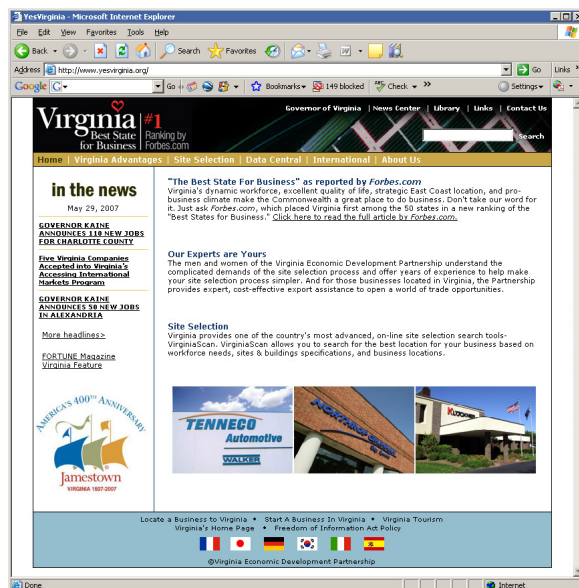 YesVirginia - Microsoft Internet Explorer
File Edit View Favorites Tools Help
Back Search Favorites
Address http://www.yesvirginia.org/ Go Links »
Google G Go Bookmarks 149 blocked Check » Settings
Governor of Virginia | News Center | Library | Links | Contact Us
Virginia #1
Best State for Business
Ranking by Forbes.com
Search
Home | Virginia Advantages | Site Selection | Data Central | International | About Us
in the news
May 29, 2007
GOVERNOR KAINE
ANNOUNCES 110 NEW JOBS
FOR CHARLOTTE COUNTY
Five Virginia Companies
Accepted into Virginia's
Accessing International
Markets Program
GOVERNOR KAINE
ANNOUNCES 50 NEW JOBS
IN ALEXANDRIA
More headlines>
FORTUNE Magazine
Virginia Feature
AMERICA'S 400TH ANNIVERSARY
Jamestown
VIRGINIA 1607-2007
"The Best State For Business" as reported by Forbes.com
Virginia's dynamic workforce, excellent quality of life, strategic East Coast location, and pro-
business climate make the Commonwealth a great place to do business. Don't take our word for
it. Just ask Forbes.com, which placed Virginia first among the 50 states in a new ranking of the
"Best States for Business." Click here to read the full article by Forbes.com.
Our Experts are Yours
The men and women of the Virginia Economic Development Partnership understand the
complicated demands of the site selection process and offer years of experience to help make
your site selection process simpler. And for those businesses located in Virginia, the Partnership
provides expert, cost-effective export assistance to open a world of trade opportunities.
Site Selection
Virginia provides one of the country's most advanced, on-line site selection search tools-
VirginiaScan. VirginiaScan allows you to search for the best location for your business based on
workforce needs, sites & buildings specifications, and business locations.
TENNECO
Automotive
WALKER
NORTHROP GRUMMAN
KLÖCKNER
Locate a Business to Virginia • Start A Business In Virginia • Virginia Tourism
Virginia's Home Page • Freedom of Information Act Policy
©Virginia Economic Development Partnership
Done Internet